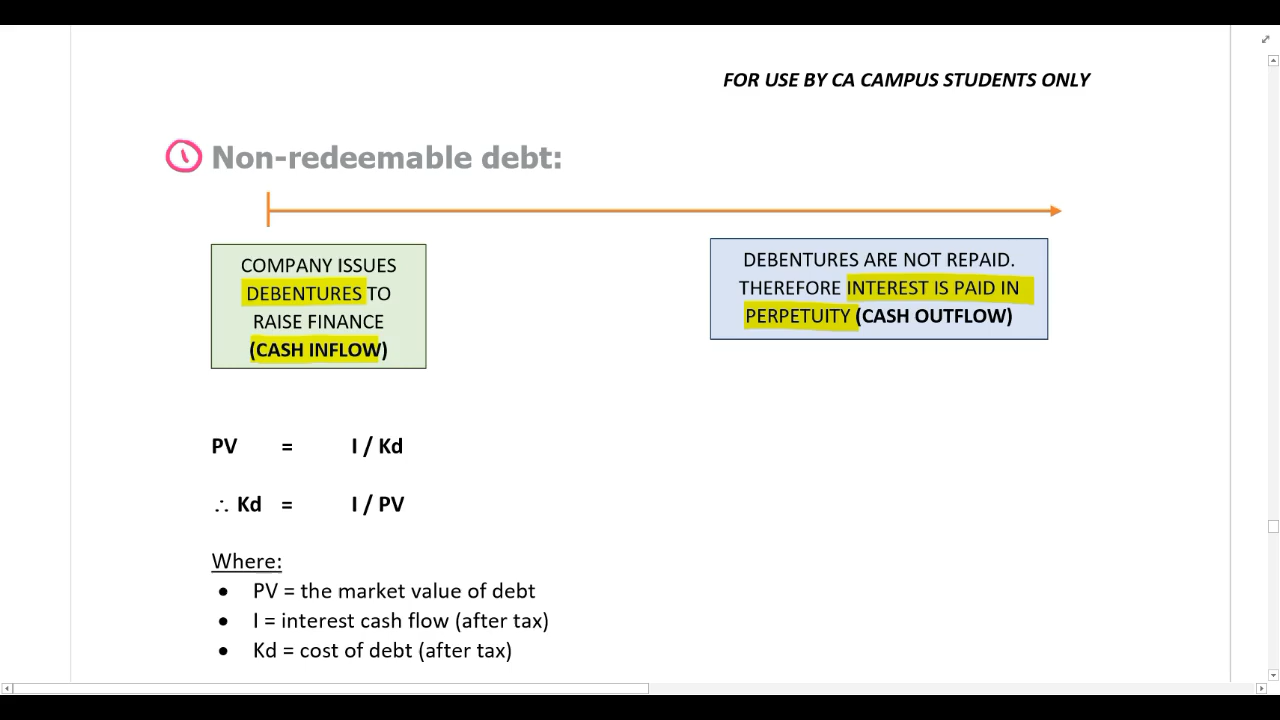 FOR USE BY CA CAMPUS STUDENTS ONLY
1 Non-redeemable debt:
COMPANY ISSUES
DEBENTURES TO
RAISE FINANCE
(CASH INFLOW)
DEBENTURES ARE NOT REPAID.
THEREFORE INTEREST IS PAID IN
PERPETUITY (CASH OUTFLOW)
PV = I / Kd
∴ Kd = I / PV
Where:
• PV = the market value of debt
• I = interest cash flow (after tax)
• Kd = cost of debt (after tax)